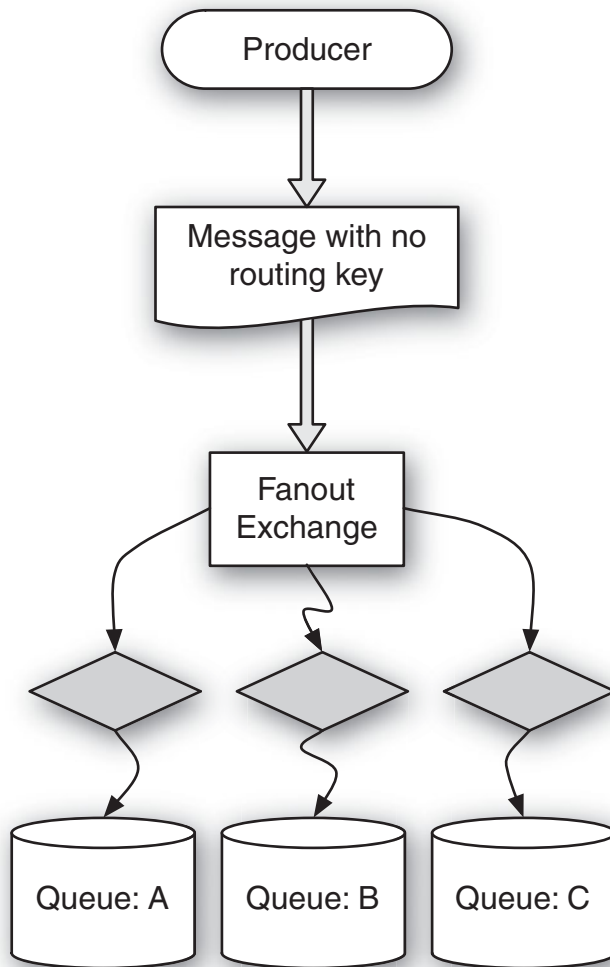 Producer
Message with no
routing key
Fanout
Exchange
Queue: A
Queue: B
Queue: C